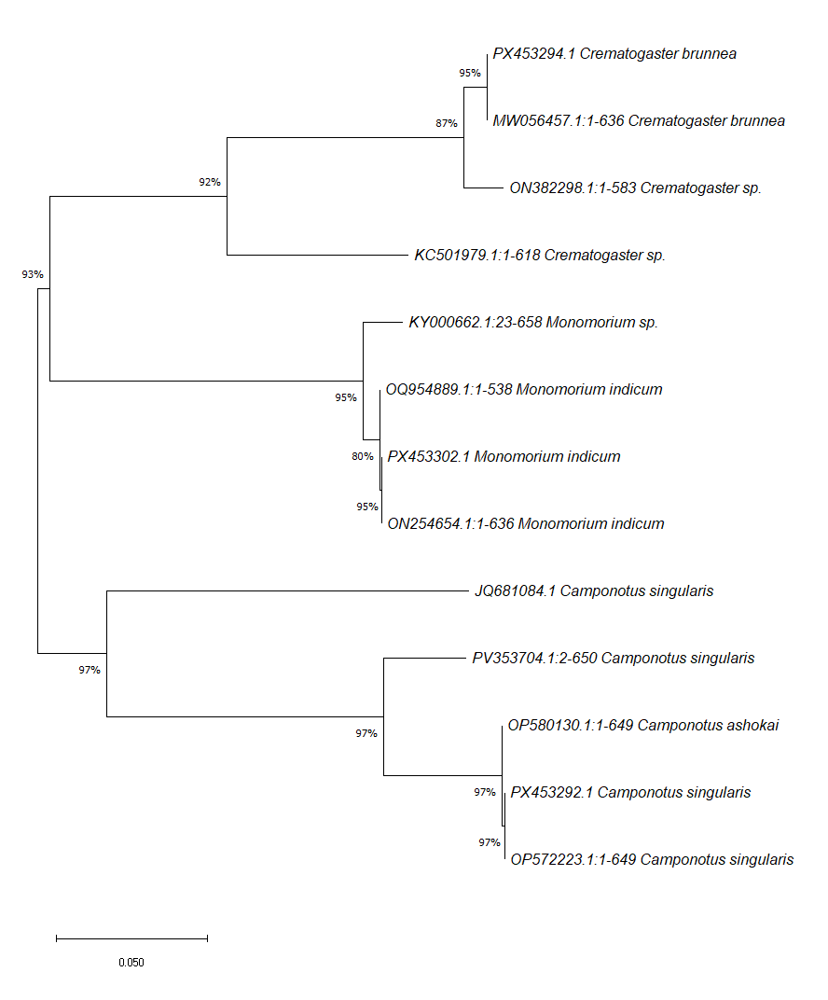 PX453294.1 Crematogaster brunnea
95%
MW056457.1:1-636 Crematogaster brunnea
87%
92%
ON382298.1:1-583 Crematogaster sp.
KC501979.1:1-618 Crematogaster sp.
93%
KY000662.1:23-658 Monomorium sp.
OQ954889.1:1-538 Monomorium indicum
95%
PX453302.1 Monomorium indicum
80%
95%
ON254654.1:1-636 Monomorium indicum
JQ681084.1 Camponotus singularis
PV353704.1:2-650 Camponotus singularis
97%
OP580130.1:1-649 Camponotus ashokai
97%
PX453292.1 Camponotus singularis
97%
97%
OP572223.1:1-649 Camponotus singularis
0.050